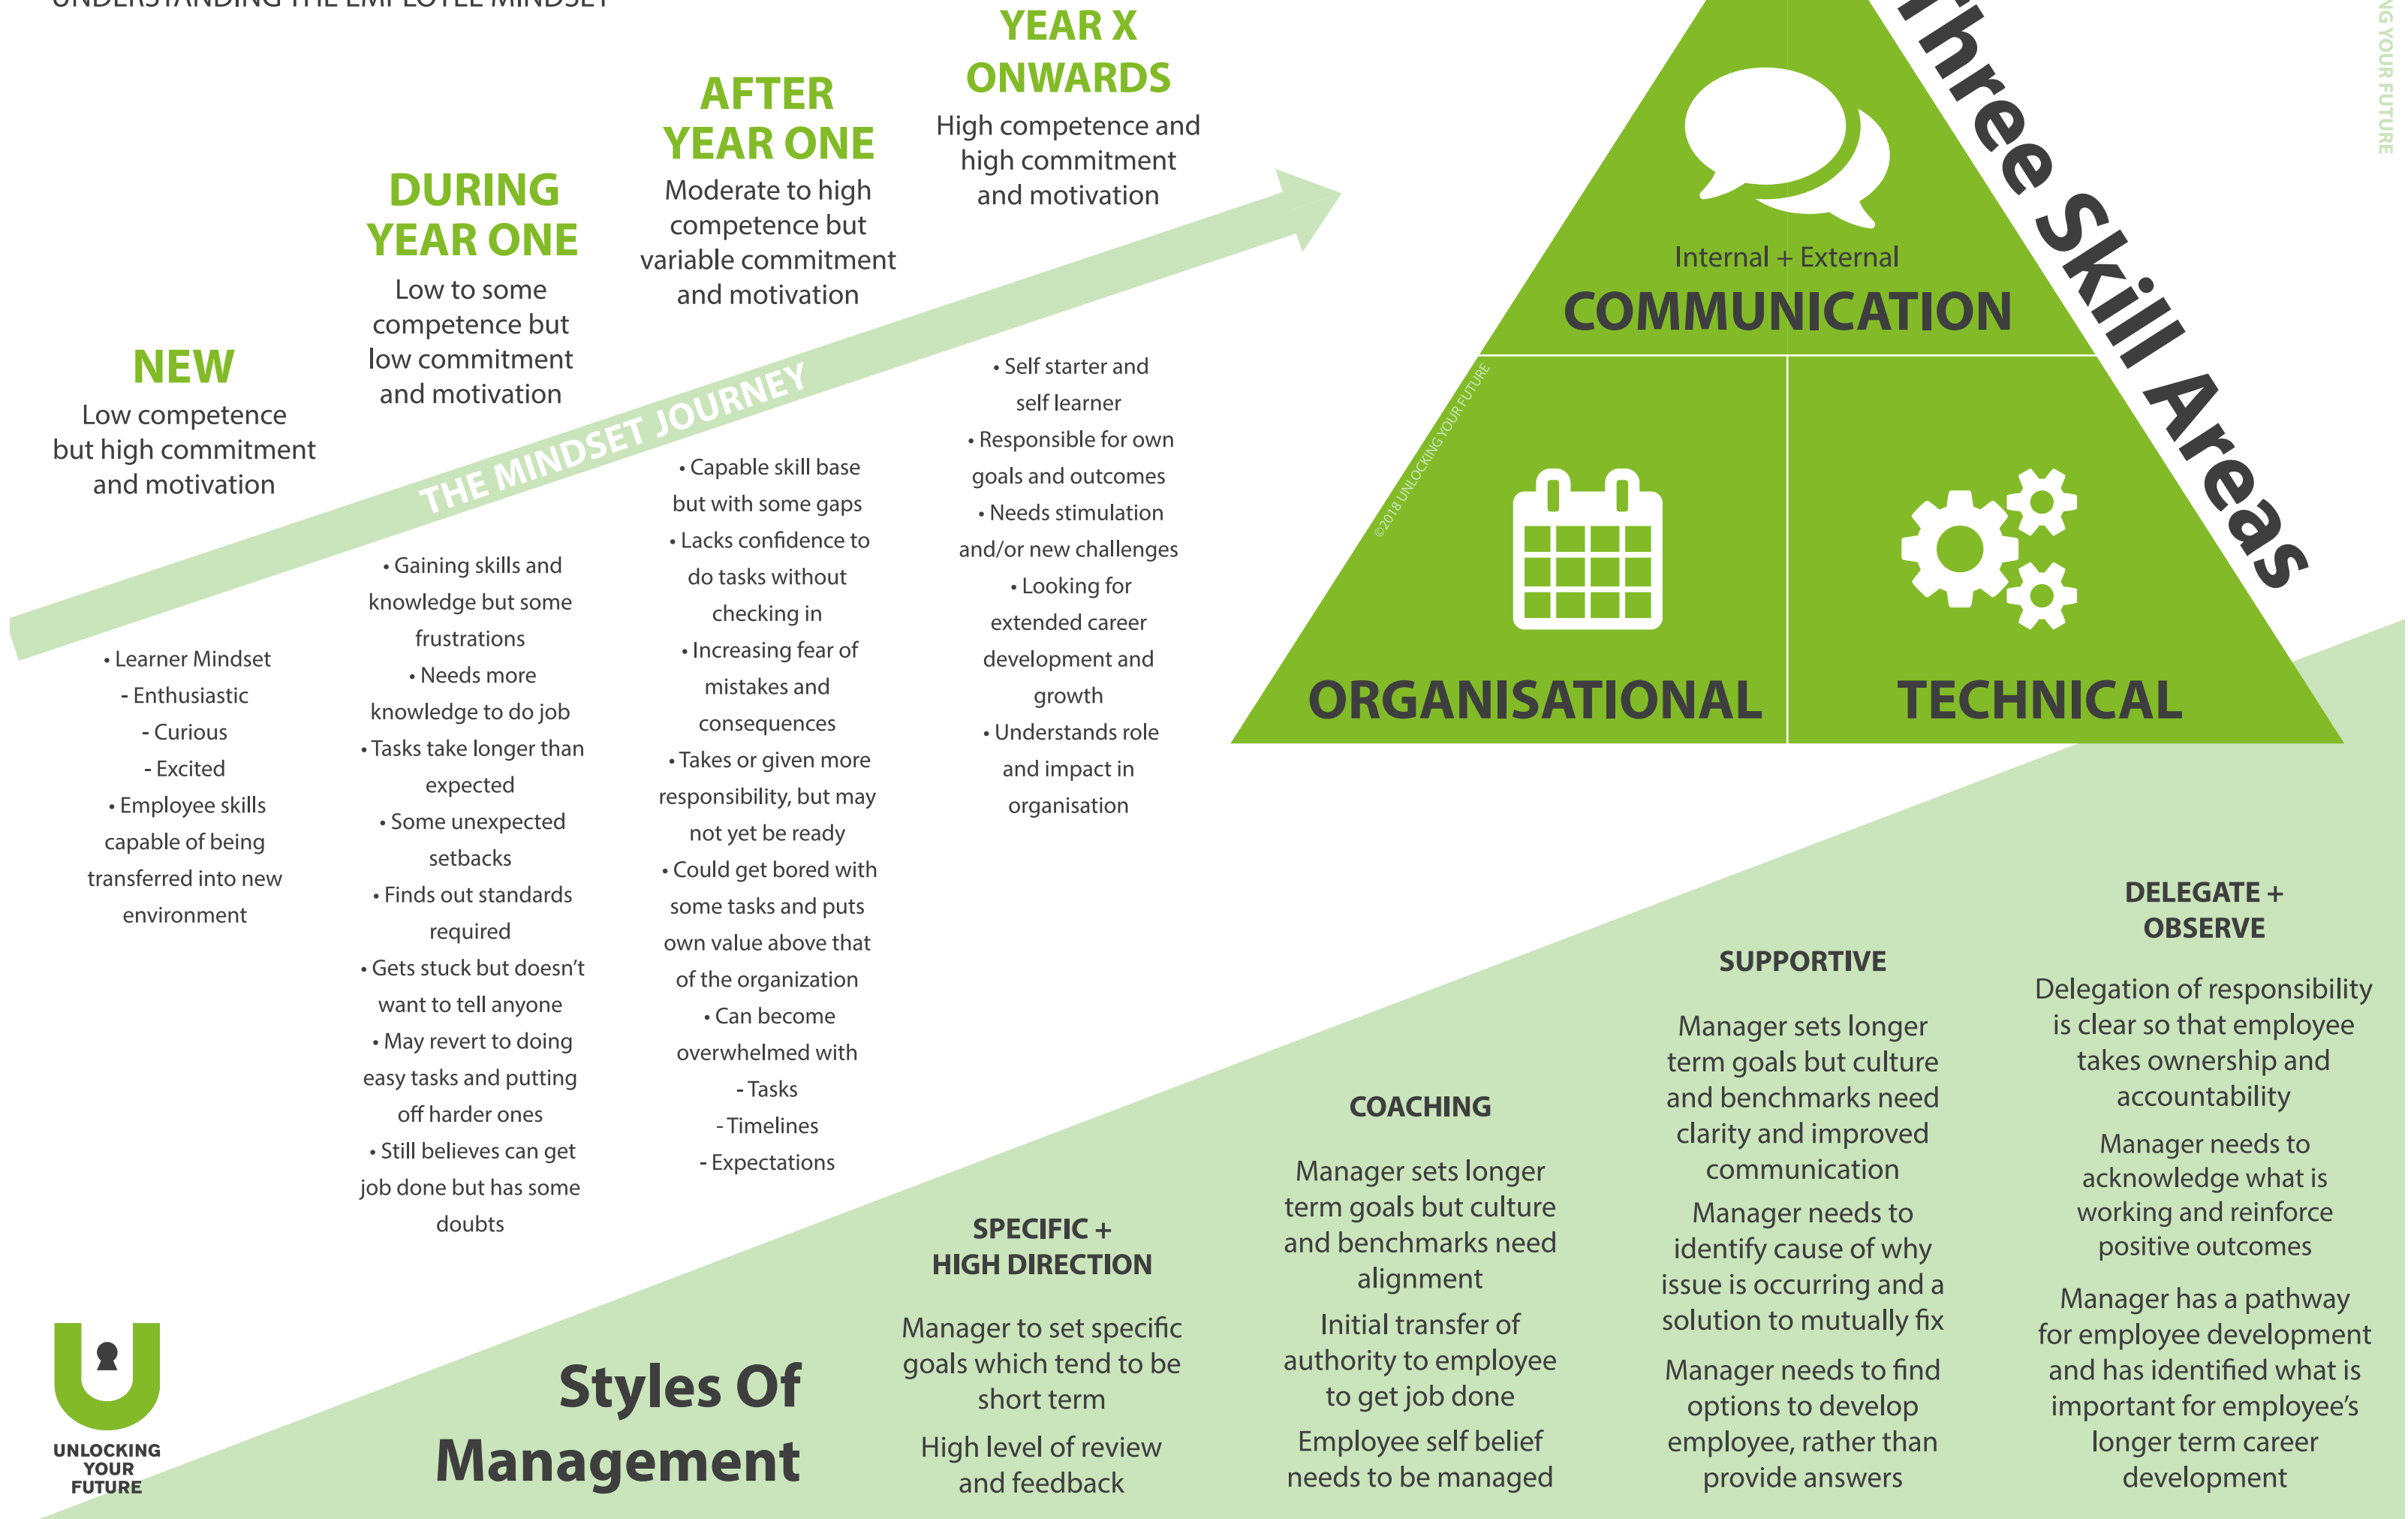 UNDERSTANDING THE EMPLOYEE MINDSET
NEW
Low competence
but high commitment
and motivation
• Learner Mindset
- Enthusiastic
- Curious
- Excited
• Employee skills
capable of being
transferred into new
environment
DURING
YEAR ONE
Low to some
competence but
low commitment
and motivation
• Gaining skills and
knowledge but some
frustrations
• Needs more
knowledge to do job
• Tasks take longer than
expected
• Some unexpected
setbacks
• Finds out standards
required
• Gets stuck but doesn't
want to tell anyone
• May revert to doing
easy tasks and putting
off harder ones
• Still believes can get
job done but has some
doubts
AFTER
YEAR ONE
Moderate to high
competence but
variable commitment
and motivation
• Capable skill base
but with some gaps
• Lacks confidence to
do tasks without
checking in
• Increasing fear of
mistakes and
consequences
• Takes or given more
responsibility, but may
not yet be ready
• Could get bored with
some tasks and puts
own value above that
of the organization
• Can become
overwhelmed with
- Tasks
- Timelines
- Expectations
YEAR X
ONWARDS
High competence and
high commitment
and motivation
• Self starter and
self learner
• Responsible for own
goals and outcomes
• Needs stimulation
and/or new challenges
• Looking for
extended career
development and
growth
• Understands role
and impact in
organisation
THE MINDSET JOURNEY
Three Skill Areas
Internal + External
COMMUNICATION
ORGANISATIONAL
TECHNICAL
©2018 UNLOCKING YOUR FUTURE
NG YOUR FUTURE
Styles Of
Management
SPECIFIC +
HIGH DIRECTION
Manager to set specific
goals which tend to be
short term
High level of review
and feedback
COACHING
Manager sets longer
term goals but culture
and benchmarks need
alignment
Initial transfer of
authority to employee
to get job done
Employee self belief
needs to be managed
SUPPORTIVE
Manager sets longer
term goals but culture
and benchmarks need
clarity and improved
communication
Manager needs to
identify cause of why
issue is occurring and a
solution to mutually fix
Manager needs to find
options to develop
employee, rather than
provide answers
DELEGATE +
OBSERVE
Delegation of responsibility
is clear so that employee
takes ownership and
accountability
Manager needs to
acknowledge what is
working and reinforce
positive outcomes
Manager has a pathway
for employee development
and has identified what is
important for employee's
longer term career
development
UNLOCKING
YOUR
FUTURE